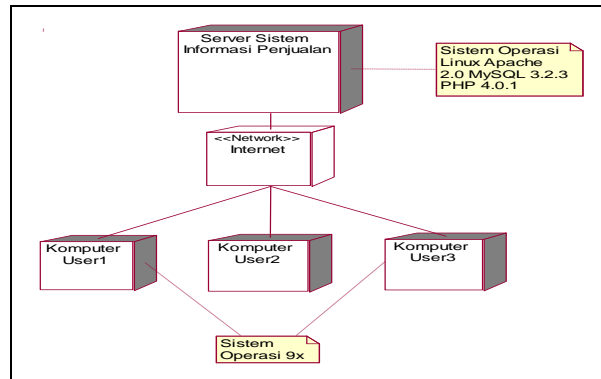 Server Sistem
Informasi Penjualan
Sistem Operasi
Linux Apache
2.0 MySQL 3.2.3
PHP 4.0.1
<<Network>>
Internet
Komputer
User1
Komputer
User2
Komputer
User3
Sistem
Operasi 9x